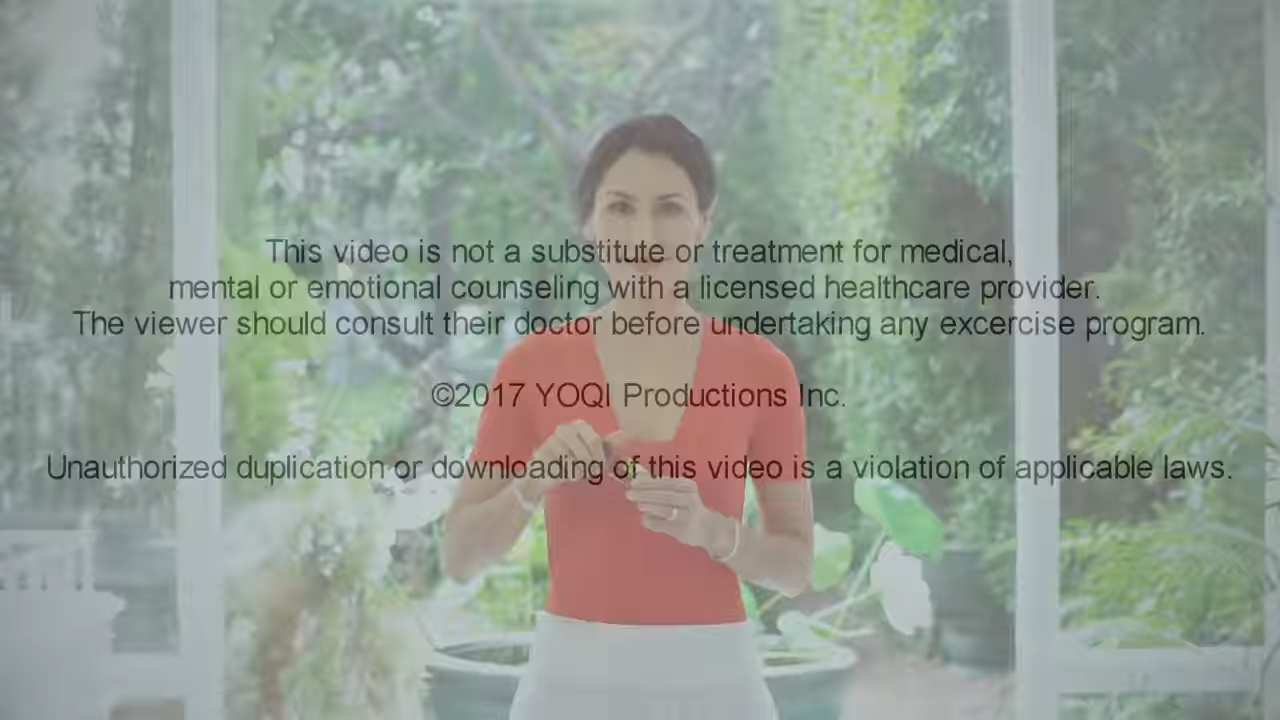 This video is not a substitute or treatment for medical,
mental or emotional counseling with a licensed healthcare provider.
The viewer should consult their doctor before undertaking any excercise program.
©2017 YOQI Productions Inc.
Unauthorized duplication or downloading of this video is a violation of applicable laws.